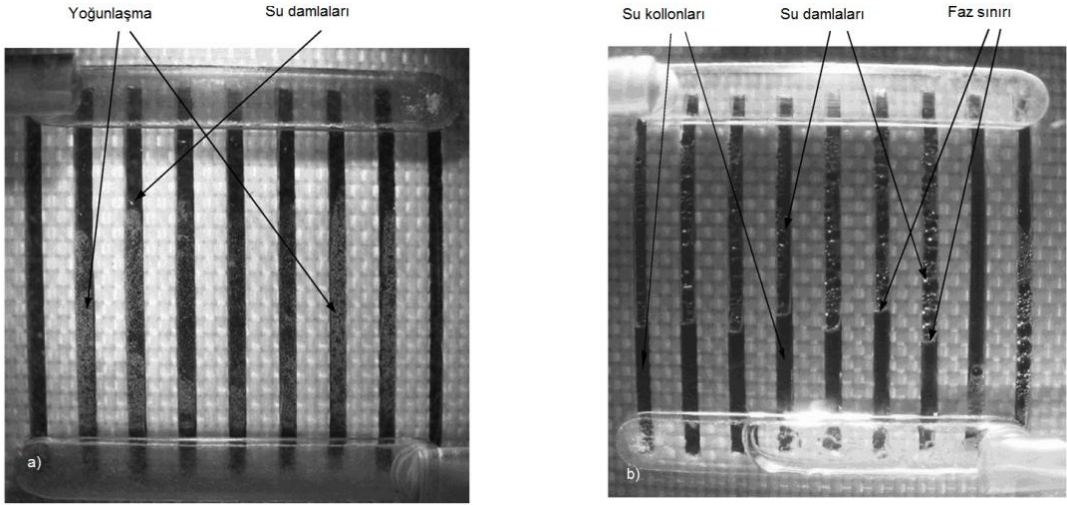 Yoğunlaşma
Su damlaları
a)
Su kollonları
Su damlaları
Faz sınırı
b)